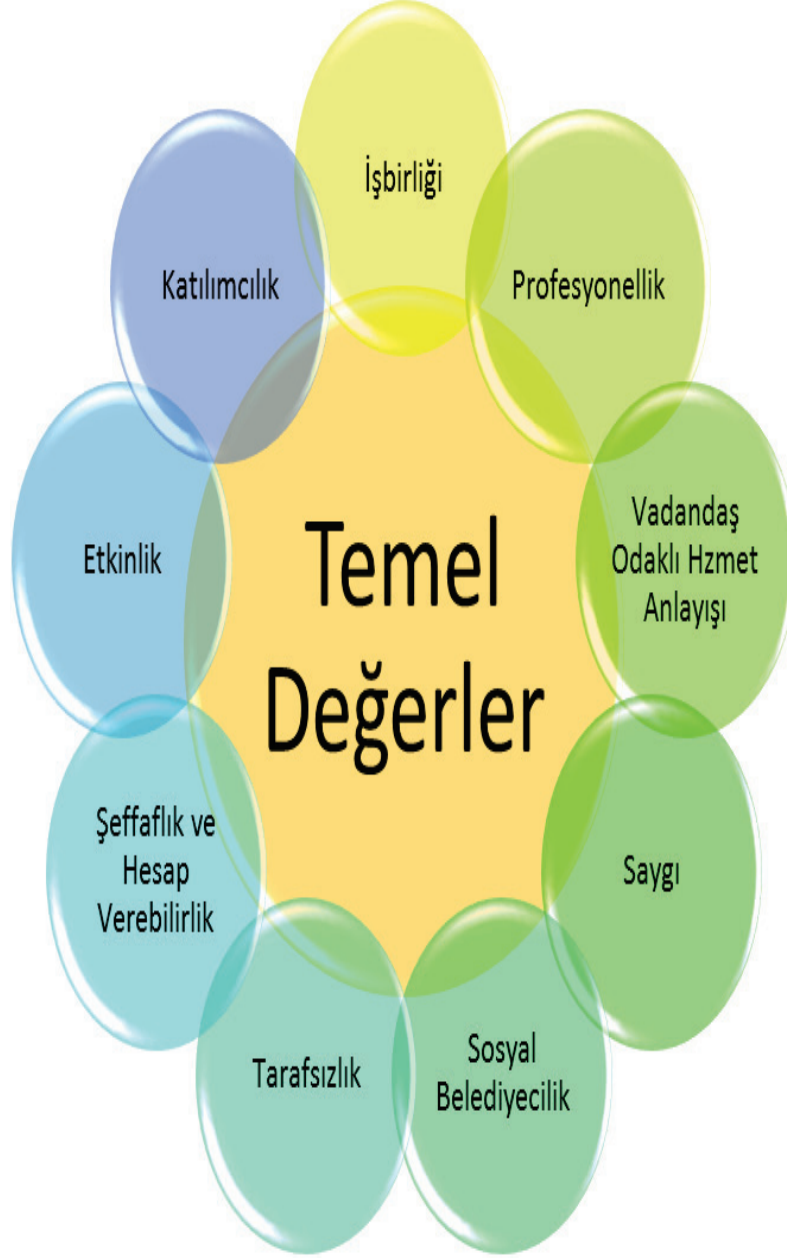 İşbirliği
Profesyonellik
Vadandaş
Odaklı Hzmet
Anlayışı
Saygı
Sosyal
Belediyecilik
Tarafsızlık
Şeffaflık ve
Hesap
Verebilirlik
Etkinlik
Katılımcılık
Temel
Değerler